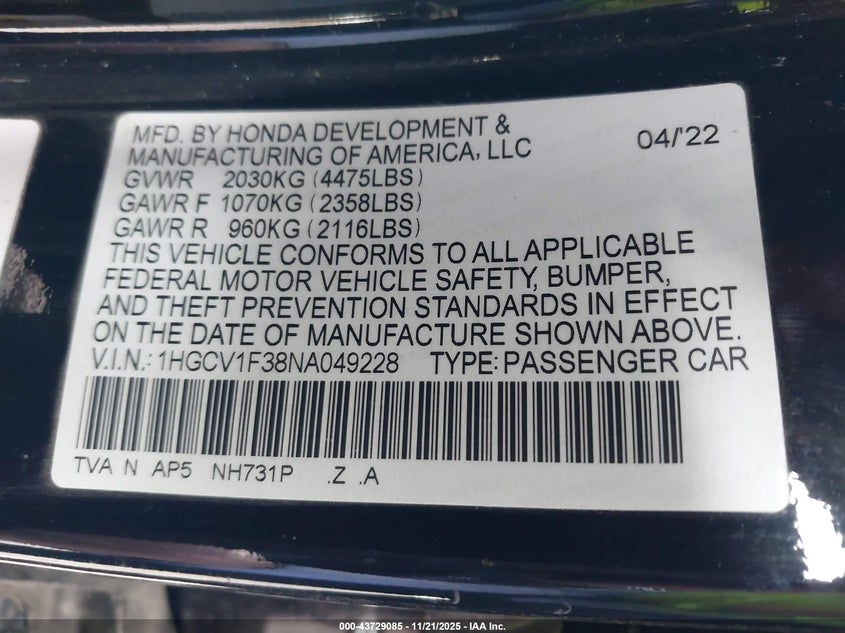 MFD. BY HONDA DEVELOPMENT &
MANUFACTURING OF AMERICA, LLC 04/'22
GVWR 2030KG (4475LBS)
GAWR F 1070KG (2358LBS)
GAWR R 960KG (2116LBS)
THIS VEHICLE CONFORMS TO ALL APPLICABLE
FEDERAL MOTOR VEHICLE SAFETY, BUMPER,
AND THEFT PREVENTION STANDARDS IN EFFECT
ON THE DATE OF MANUFACTURE SHOWN ABOVE.
V.I.N.: 1HGCV1F38NA049228 TYPE: PASSENGER CAR
TVA N AP5 NH731P .Z .A
000-43729085 - 11/21/2025 - IAA Inc.